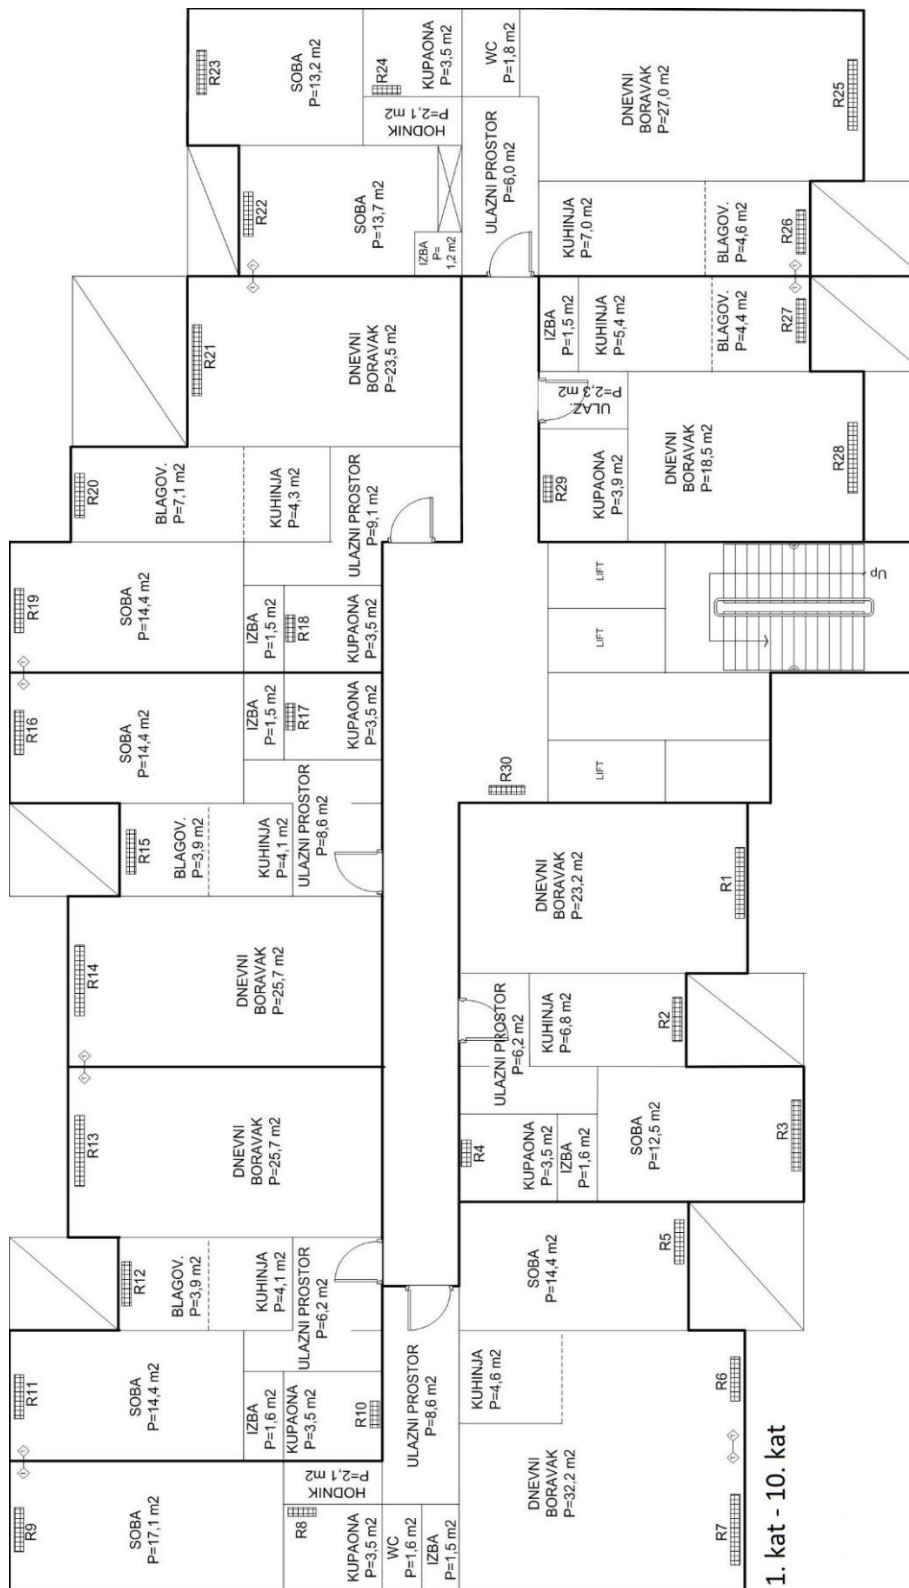 R23
SOBA
P=13,2 m2
R24
KUPAONA
P=3,5 m2
WC
P=1,8 m2
DNEVNI
BORAVAK
P=27,0 m2
R25
HODNIK
P=2,1 m2
R22
SOBA
P=13,7 m2
IZBA
P=
1,2 m2
ULAZNI PROSTOR
P=6,0 m2
KUHINJA
P=7,0 m2
BLAGOV.
P=4,6 m2
R26
R21
DNEVNI
BORAVAK
P=23,5 m2
IZBA
P=1,5 m2
KUHINJA
P=5,4 m2
BLAGOV.
P=4,4 m2
R27
ULAZ.
P=2,3 m2
R20
BLAGOV.
P=7,1 m2
KUHINJA
P=4,3 m2
ULAZNI PROSTOR
P=9,1 m2
R29
KUPAONA
P=3,9 m2
DNEVNI
BORAVAK
P=18,5 m2
R28
R19
SOBA
P=14,4 m2
IZBA
P=1,5 m2
R18
KUPAONA
P=3,5 m2
LIFT
LIFT
Up
R16
SOBA
P=14,4 m2
IZBA
P=1,5 m2
R17
KUPAONA
P=3,5 m2
R30
LIFT
R15
BLAGOV.
P=3,9 m2
KUHINJA
P=4,1 m2
ULAZNI PROSTOR
P=8,6 m2
R14
DNEVNI
BORAVAK
P=25,7 m2
DNEVNI
BORAVAK
P=23,2 m2
R1
ULAZNI PROSTOR
P=6,2 m2
KUHINJA
P=6,8 m2
R2
R13
DNEVNI
BORAVAK
P=25,7 m2
R4
KUPAONA
P=3,5 m2
IZBA
P=1,6 m2
SOBA
P=12,5 m2
R3
R12
BLAGOV.
P=3,9 m2
KUHINJA
P=4,1 m2
ULAZNI PROSTOR
P=6,2 m2
SOBA
P=14,4 m2
R5
R11
SOBA
P=14,4 m2
IZBA
P=1,6 m2
KUPAONA
P=3,5 m2
R10
ULAZNI PROSTOR
P=8,6 m2
KUHINJA
P=4,6 m2
R6
R9
SOBA
P=17,1 m2
HODNIK
P=2,1 m2
R8
KUPAONA
P=3,5 m2
WC
P=1,6 m2
IZBA
P=1,5 m2
DNEVNI
BORAVAK
P=32,2 m2
R7
1. kat - 10. kat